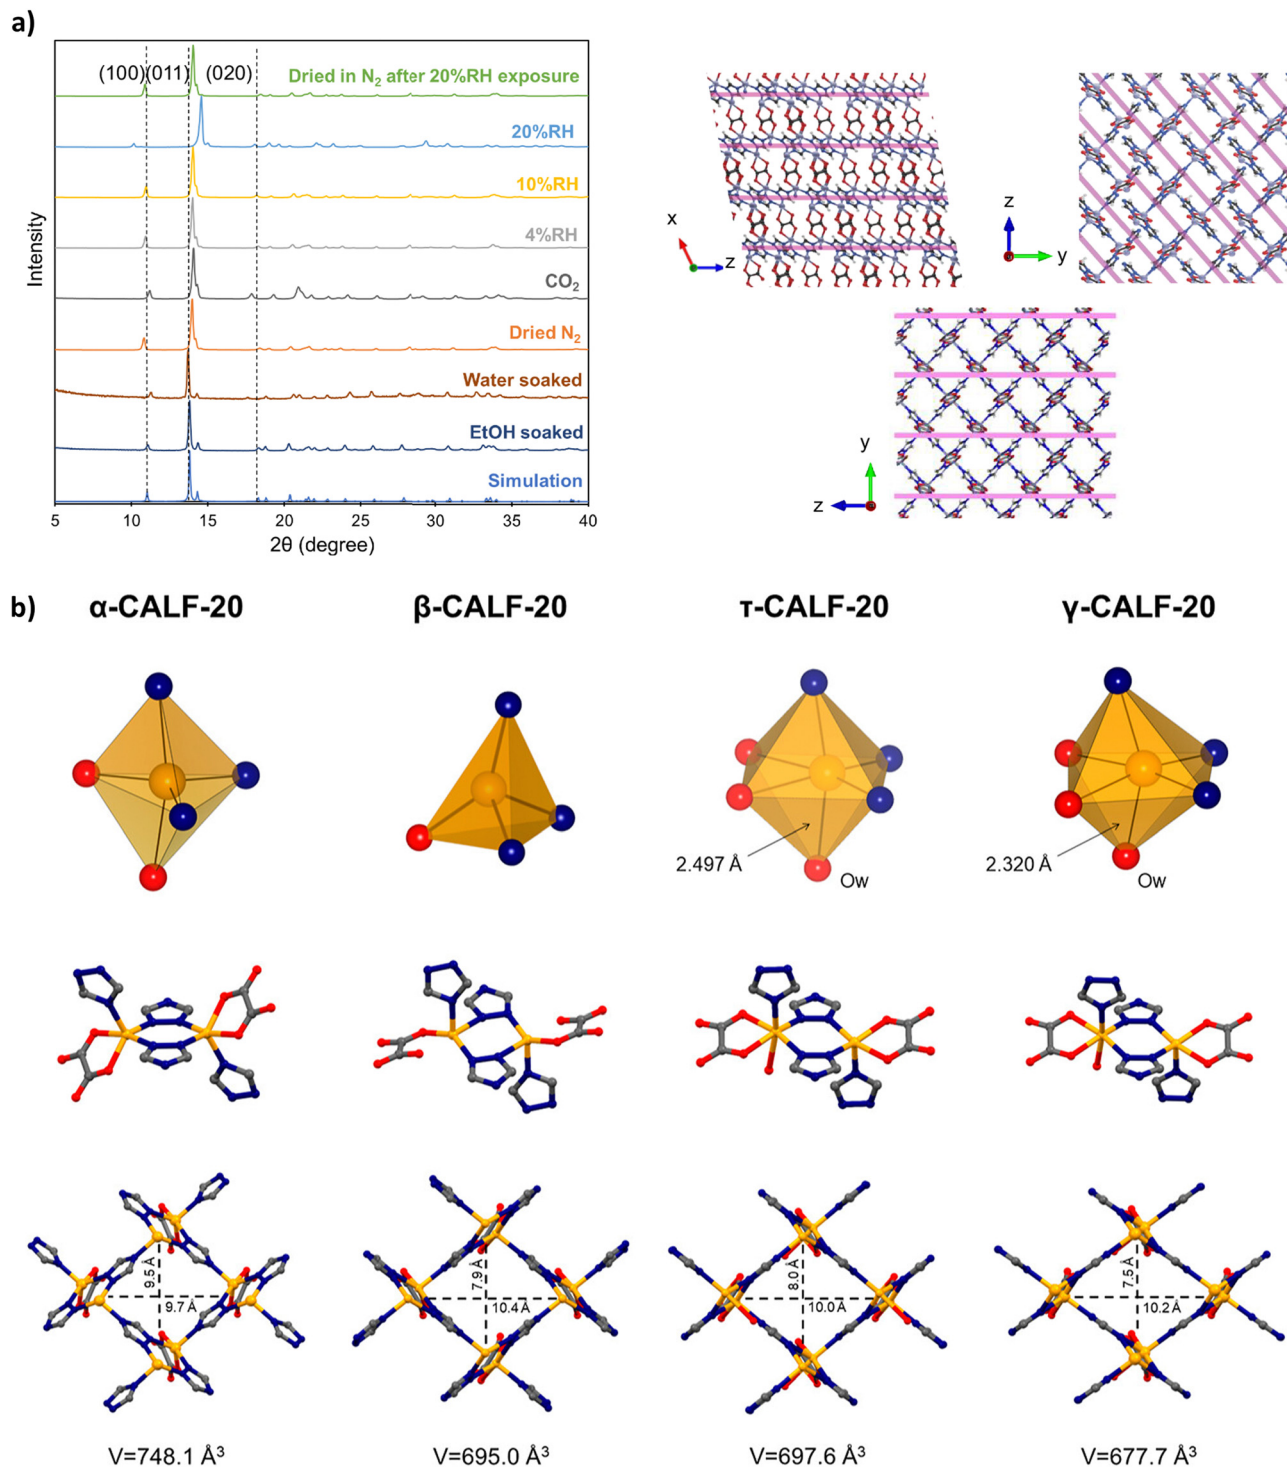 a)
(100)(011) (020)
Dried in N2 after 20%RH exposure
20%RH
10%RH
4%RH
CO2
Dried N2
Water soaked
EtOH soaked
Simulation
Intensity
5 10 15 20 25 30 35 40
2θ (degree)
x
z
z
y
y
z
b)
α-CALF-20 β-CALF-20 τ-CALF-20 γ-CALF-20
2.497 Å
Ow
2.320 Å
Ow
9.5 Å
9.7 Å
7.9 Å
10.4 Å
8.0 Å
10.0Å
7.5 Å
10.2 Å
V=748.1 Å³ V=695.0 Å³ V=697.6 Å³ V=677.7 Å³